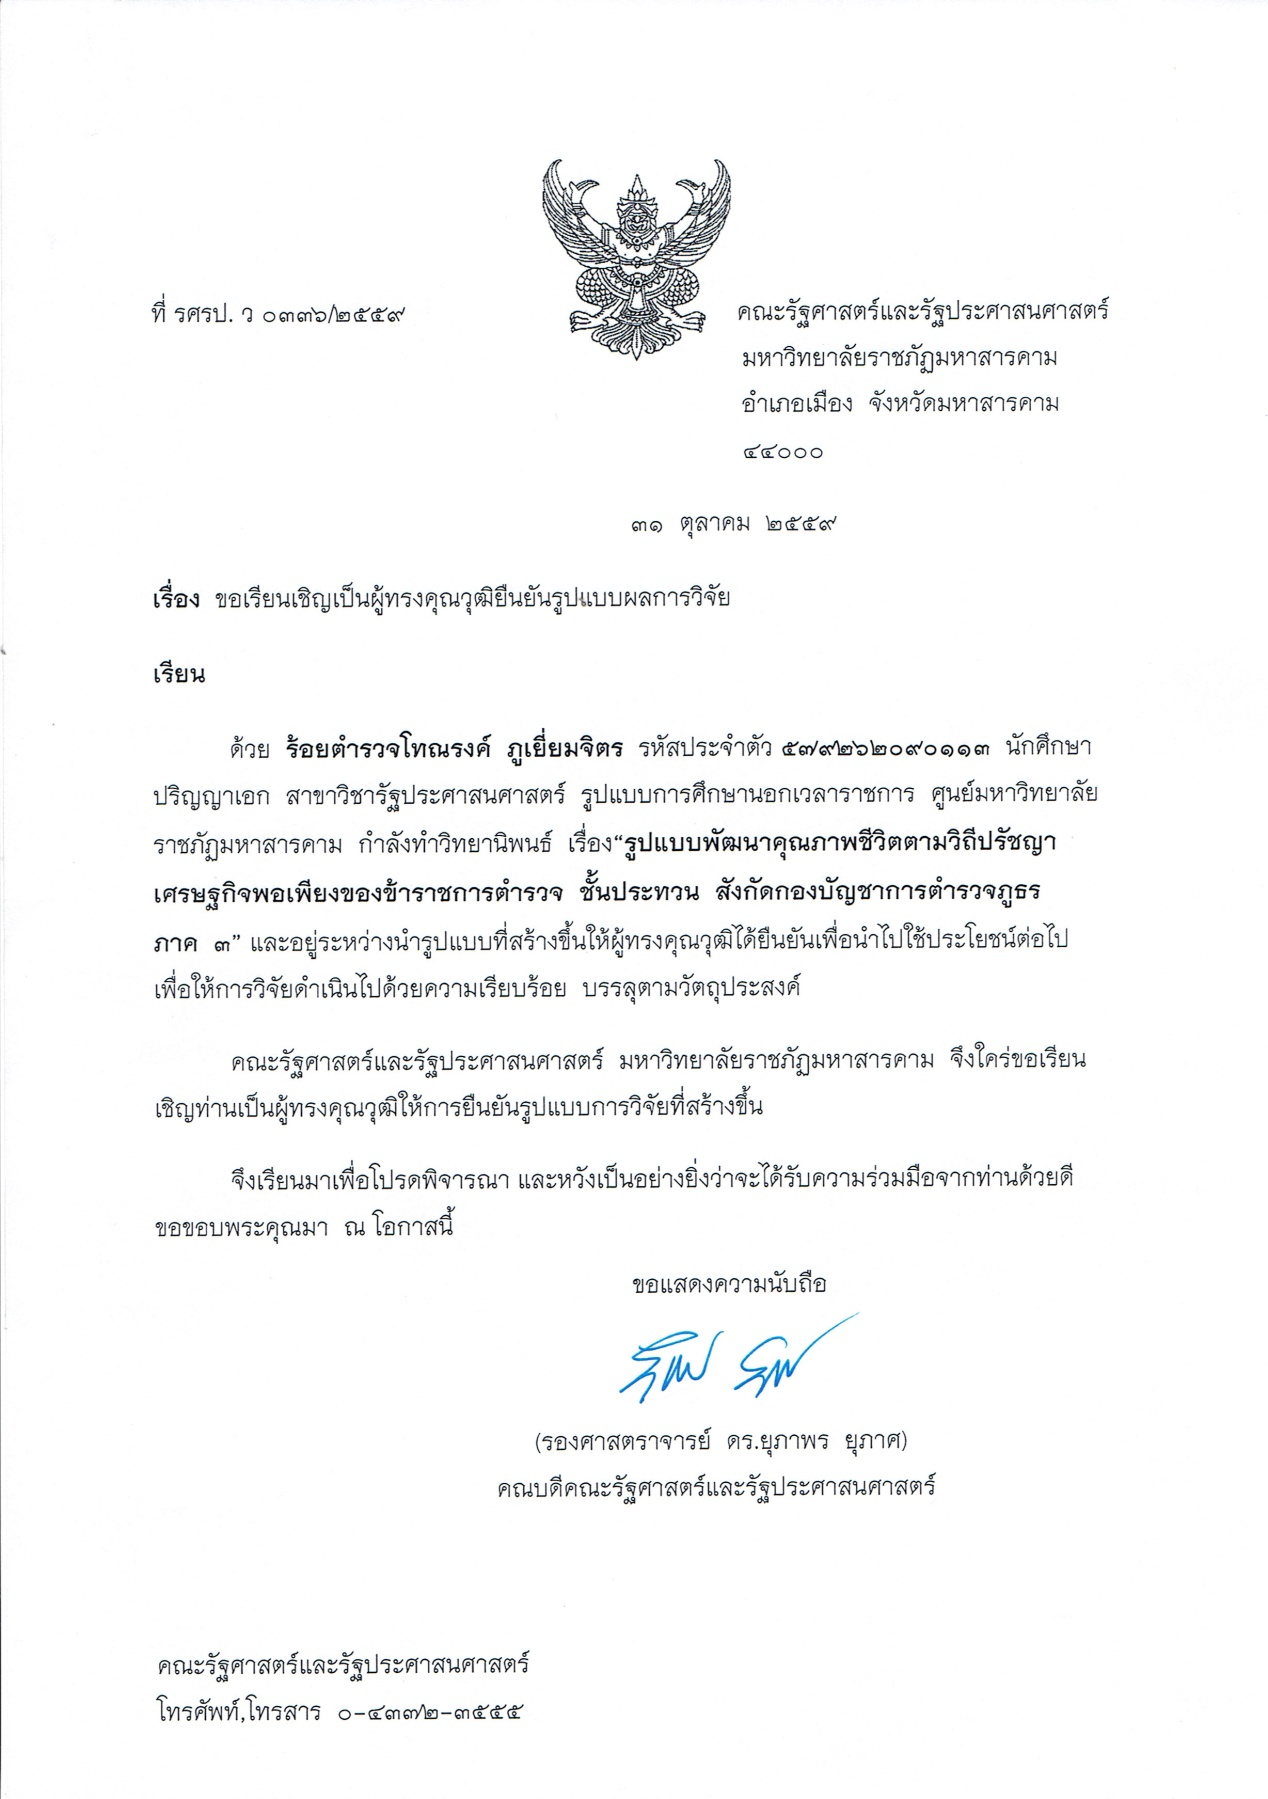 ที่ รศรป. ว ๐๓๓๖/๒๕๕๙
คณะรัฐศาสตร์และรัฐประศาสนศาสตร์
มหาวิทยาลัยราชภัฏมหาสารคาม
อำเภอเมือง จังหวัดมหาสารคาม
๔๔๐๐๐
๓๑ ตุลาคม ๒๕๕๙
เรื่อง ขอเรียนเชิญเป็นผู้ทรงคุณวุฒิยืนยันรูปแบบผลการวิจัย
เรียน
ด้วย ร้อยตำรวจโทณรงค์ ภูเยี่ยมจิตร รหัสประจำตัว ๕๗๙๒๖๒๐๙๐๑๑๓ นักศึกษา
ปริญญาเอก สาขาวิชารัฐประศาสนศาสตร์ รูปแบบการศึกษานอกเวลาราชการ ศูนย์มหาวิทยาลัย
ราชภัฏมหาสารคาม กำลังทำวิทยานิพนธ์ เรื่อง“รูปแบบพัฒนาคุณภาพชีวิตตามวิถีปรัชญา
เศรษฐกิจพอเพียงของข้าราชการตำรวจ ชั้นประทวน สังกัดกองบัญชาการตำรวจภูธร
ภาค ๓” และอยู่ระหว่างนำรูปแบบที่สร้างขึ้นให้ผู้ทรงคุณวุฒิได้ยืนยันเพื่อนำไปใช้ประโยชน์ต่อไป
เพื่อให้การวิจัยดำเนินไปด้วยความเรียบร้อย บรรลุตามวัตถุประสงค์
คณะรัฐศาสตร์และรัฐประศาสนศาสตร์ มหาวิทยาลัยราชภัฏมหาสารคาม จึงใคร่ขอเรียน
เชิญท่านเป็นผู้ทรงคุณวุฒิให้การยืนยันรูปแบบการวิจัยที่สร้างขึ้น
จึงเรียนมาเพื่อโปรดพิจารณา และหวังเป็นอย่างยิ่งว่าจะได้รับความร่วมมือจากท่านด้วยดี
ขอขอบพระคุณมา ณ โอกาสนี้
ขอแสดงความนับถือ
(รองศาสตราจารย์ ดร.ยุภาพร ยุภาศ)
คณบดีคณะรัฐศาสตร์และรัฐประศาสนศาสตร์
คณะรัฐศาสตร์และรัฐประศาสนศาสตร์
โทรศัพท์,โทรสาร ๐-๔๓๗๒-๓๕๕๕